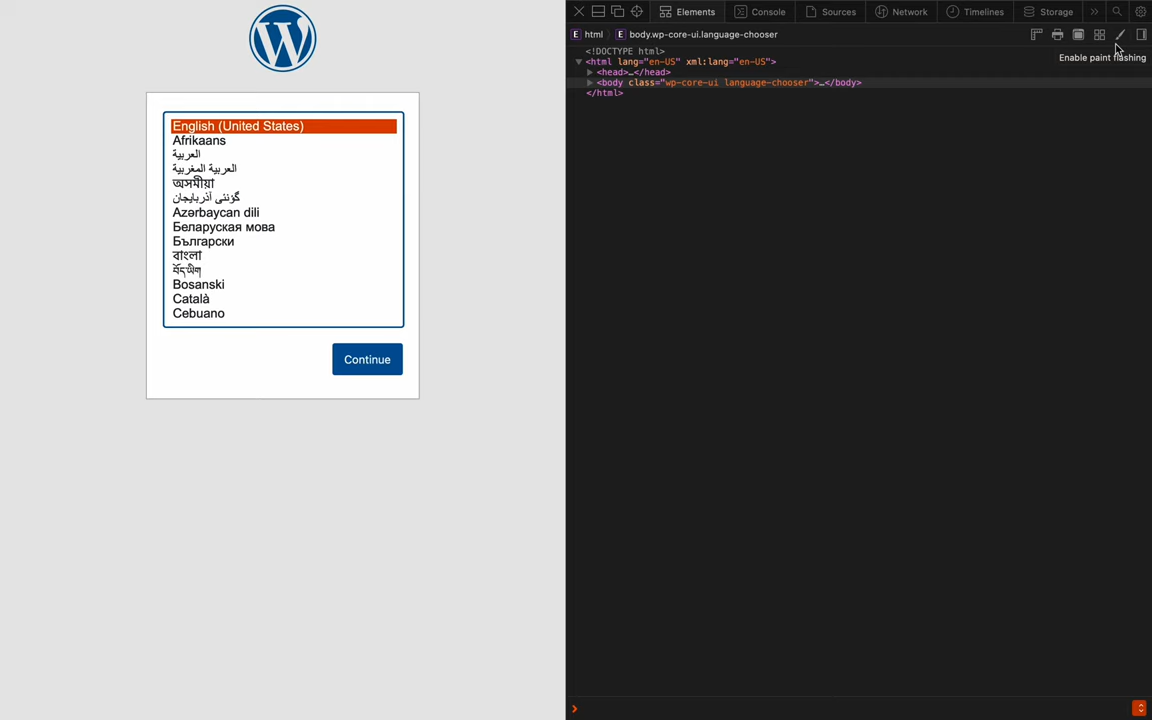 English (United States)
Afrikaans
العربية
العربية المغربية
অসমীয়া
گؤنئی آذربایجان
Azərbaycan dili
Беларуская мова
Български
বাংলা
བོད་ཡིག
Bosanski
Català
Cebuano
Continue
Elements
Console
Sources
Network
Timelines
Storage
E html E body.wp-core-ui.language-chooser
Enable paint flashing
<!DOCTYPE html>
<html lang="en-US" xml:lang="en-US">
<head>…</head>
<body class="wp-core-ui language-chooser">…</body>
</html>